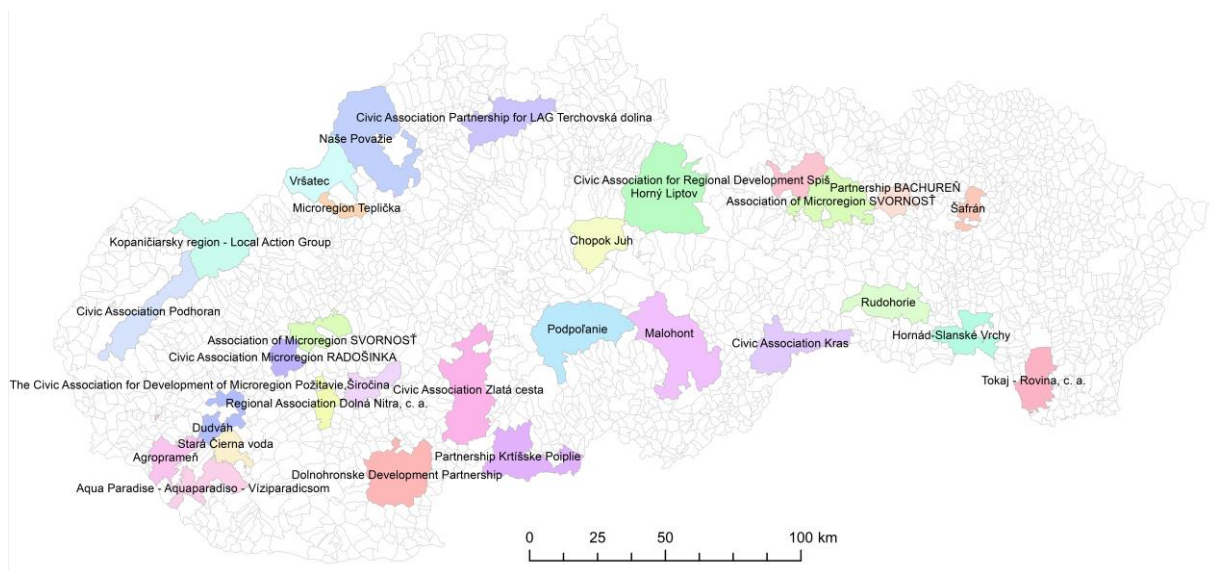 Civic Association Partnership for LAG Terchovská dolina
Naše Považie
Vršatec
Civic Association for Regional Development Spiš
Partnership BACHUREŇ
Horný Liptov
Association of Microregion SVORNOSŤ
Microregion Teplička
Šafrán
Kopaničiarsky region - Local Action Group
Chopok Juh
Civic Association Podhoran
Rudohorie
Podpoľanie
Malohont
Hornád-Slanské Vrchy
Association of Microregion SVORNOSŤ
Civic Association Kras
Civic Association Microregion RADOŠINKA
The Civic Association for Development of Microregion Požitavie,Širočina
Civic Association Zlatá cesta
Tokaj - Rovina, c. a.
Regional Association Dolná Nitra, c. a.
Dudváh
Stará Čierna voda
Agroprameň
Partnership Krtíšske Poiplie
Dolnohronske Development Partnership
Aqua Paradise - Aquaparadiso - Víziparadicsom
0 25 50 100 km